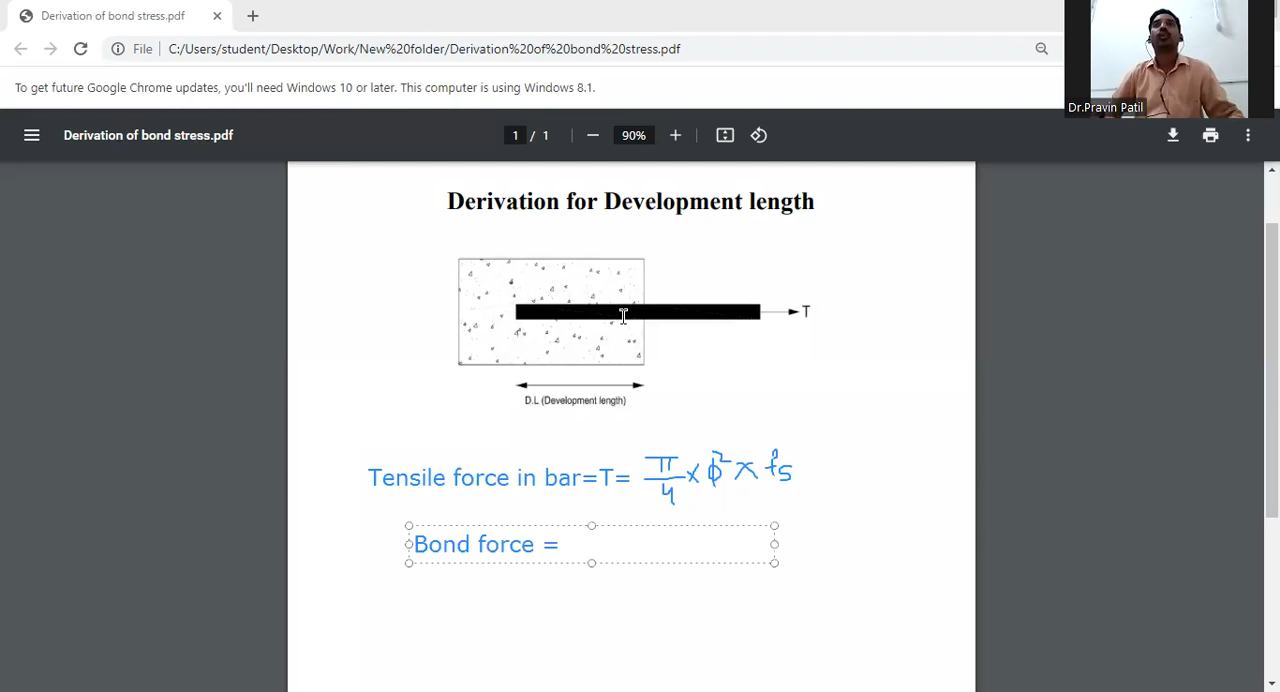 Derivation of bond stress.pdf
File C:/Users/student/Desktop/Work/New%20folder/Derivation%20of%20bond%20stress.pdf
To get future Google Chrome updates, you'll need Windows 10 or later. This computer is using Windows 8.1.
Dr.Pravin Patil
Derivation of bond stress.pdf
1 / 1
90%
Derivation for Development length
T
D.L (Development length)
Tensile force in bar=T= π/4 × ϕ² × fs
Bond force =